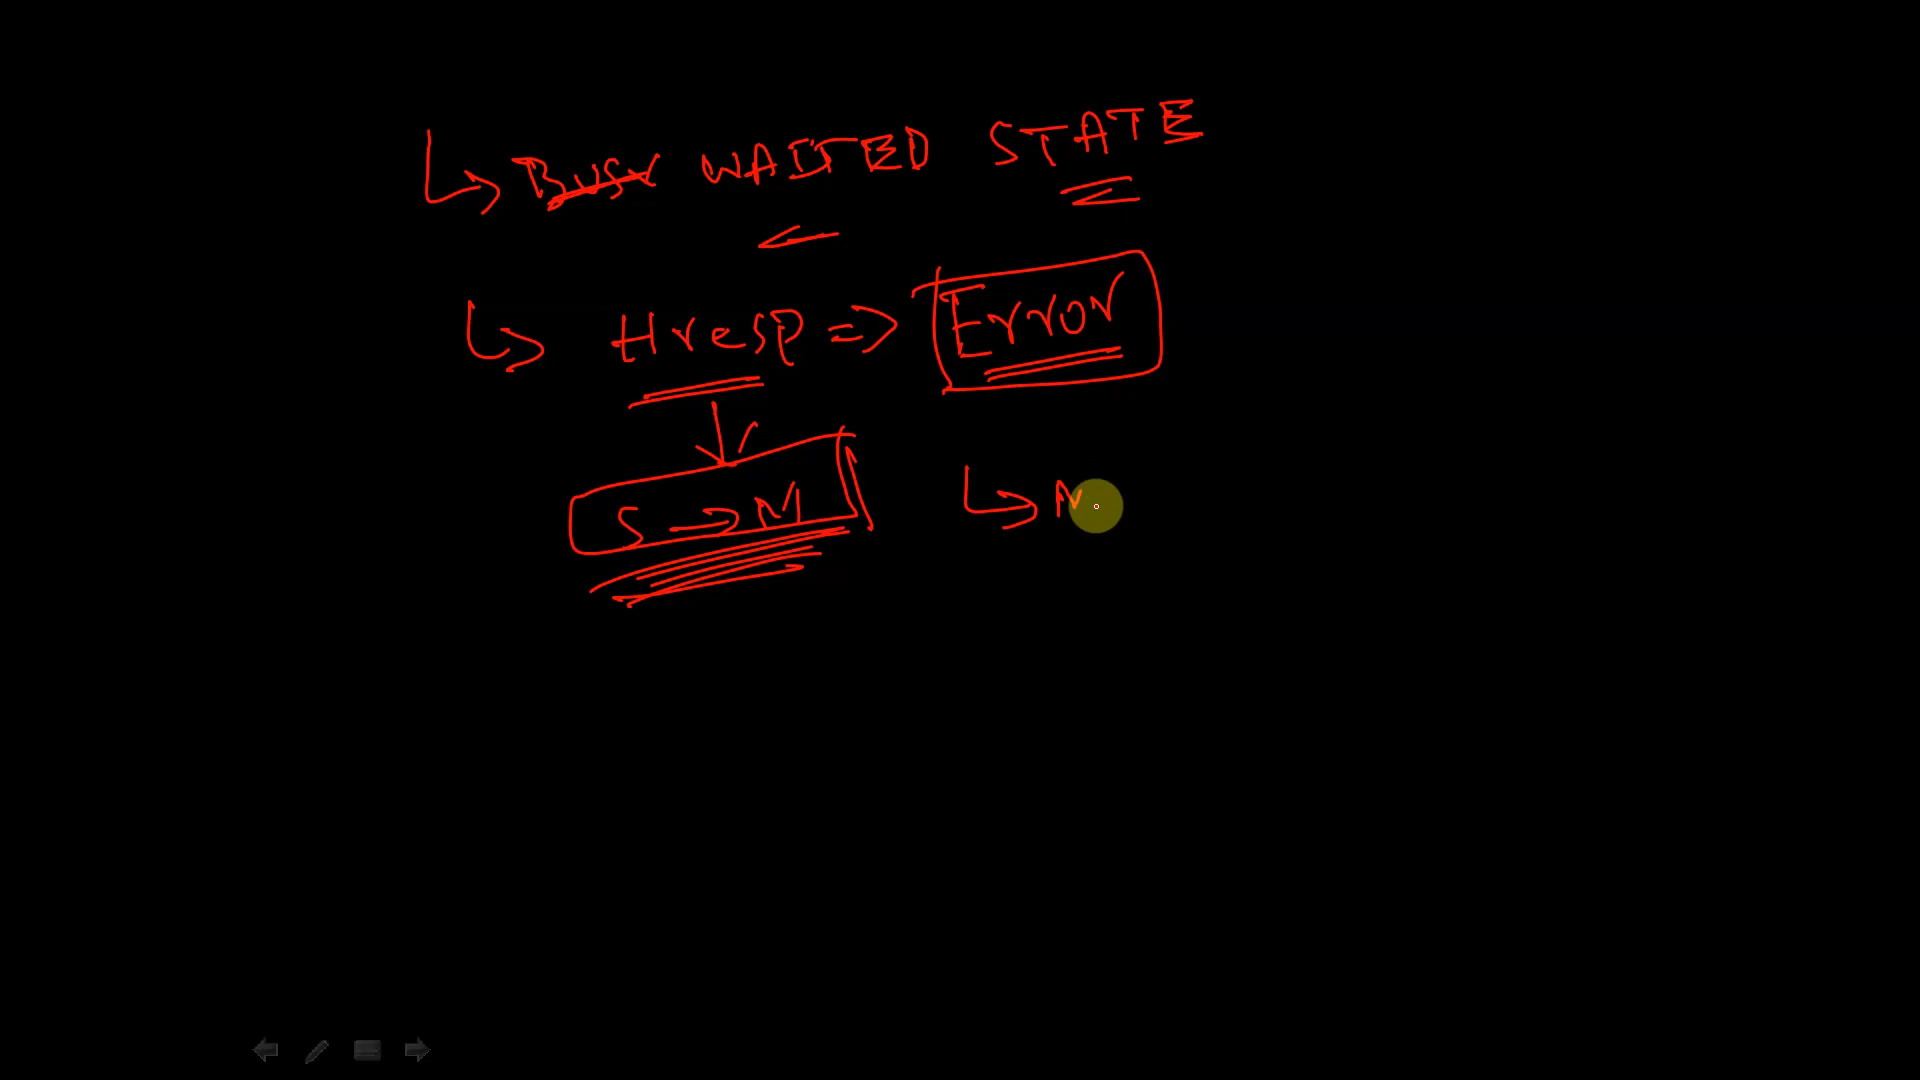 ↳ Busy WAITED STATE
↳ Hresp => Error
S → M
↳ N